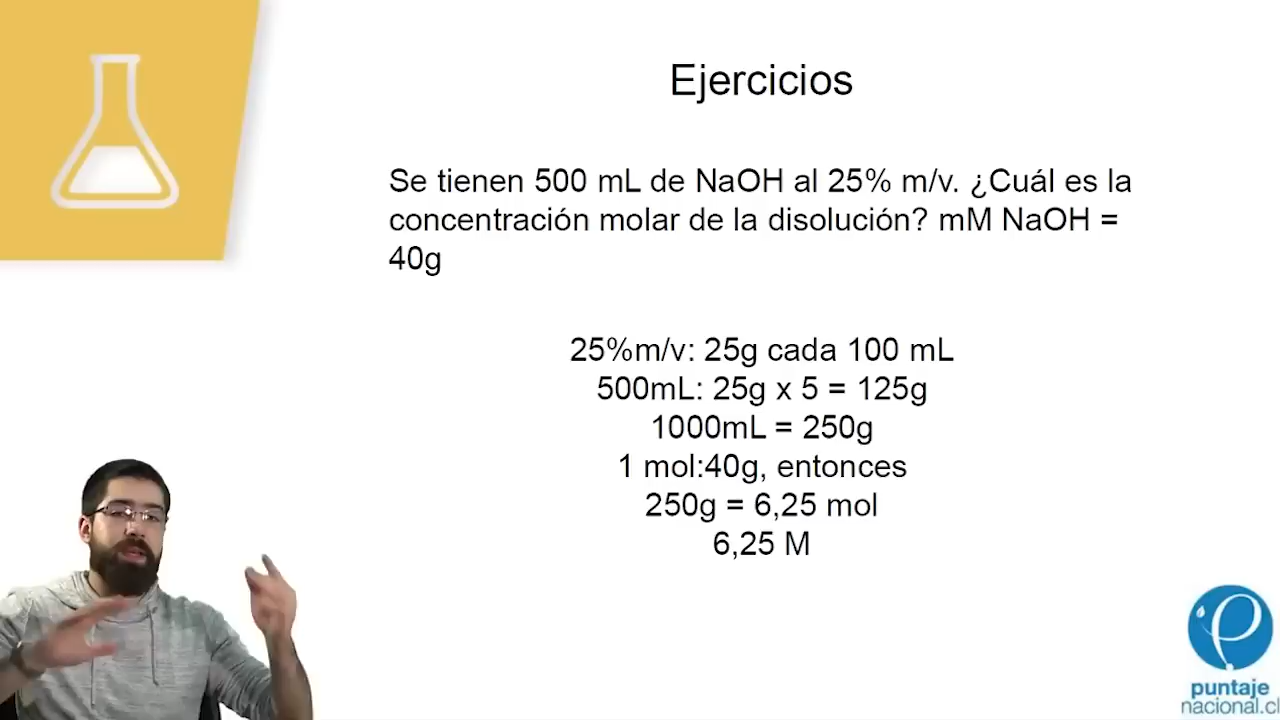 Ejercicios
Se tienen 500 mL de NaOH al 25% m/v. ¿Cuál es la
concentración molar de la disolución? mM NaOH =
40g
25%m/v: 25g cada 100 mL
500mL: 25g x 5 = 125g
1000mL = 250g
1 mol:40g, entonces
250g = 6,25 mol
6,25 M
puntaje
nacional.cl